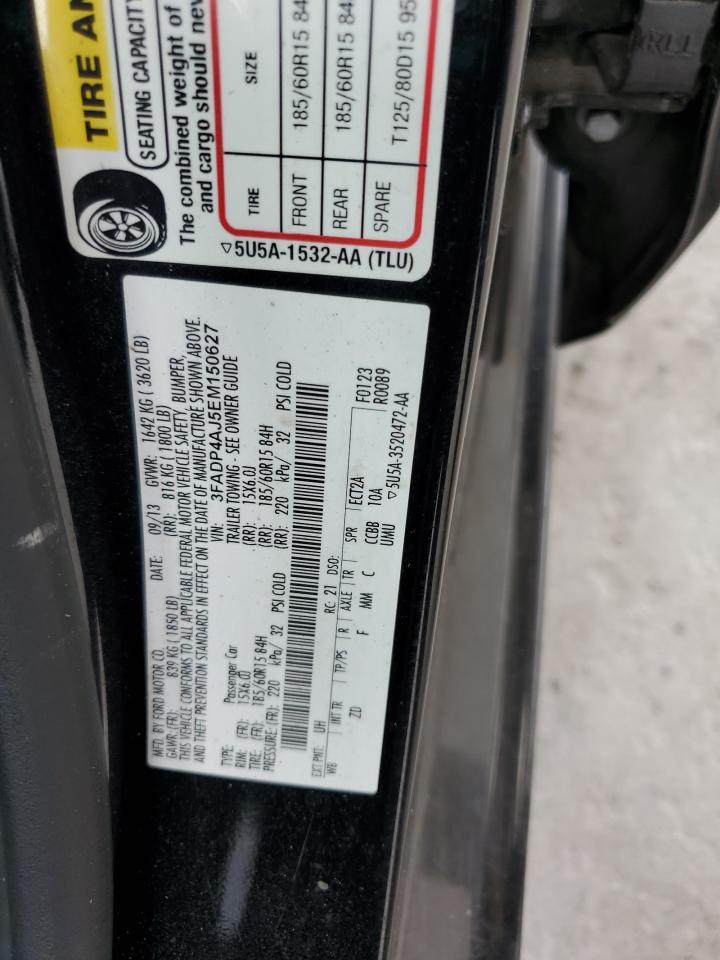 TIRE AN
SEATING CAPACITY
The combined weight of
and cargo should nev
TIRE SIZE
FRONT 185/60R15 84
REAR 185/60R15 84
SPARE T125/80D15 95
5U5A-1532-AA (TLU)
MFD. BY FORD MOTOR CO. DATE: 09/13 GVWR: 1642 KG ( 3620 LB)
GAWR:(FR): 839 KG ( 1850 LB) (RR): 816 KG ( 1800 LB)
THIS VEHICLE CONFORMS TO ALL APPLICABLE FEDERAL MOTOR VEHICLE SAFETY, BUMPER,
AND THEFT PREVENTION STANDARDS IN EFFECT ON THE DATE OF MANUFACTURE SHOWN ABOVE.
VIN: 3FADP4AJ5EM150627
TYPE: Passenger Car TRAILER TOWING - SEE OWNER GUIDE
RIM: (FR): 15X6.0J (RR): 15X6.0J
TIRE: (FR): 185/60R15 84H (RR): 185/60R15 84H
PRESSURE:(FR): 220 kPa/ 32 PSI COLD (RR): 220 kPa/ 32 PSI COLD
EXT PNT: UH RC: 21 DSO: F0123
WB INT TR TP/PS R AXLE TR SPR ECT2A R0089
ZD F MM C CCBB 10A
UMU 5U5A-3520472-AA